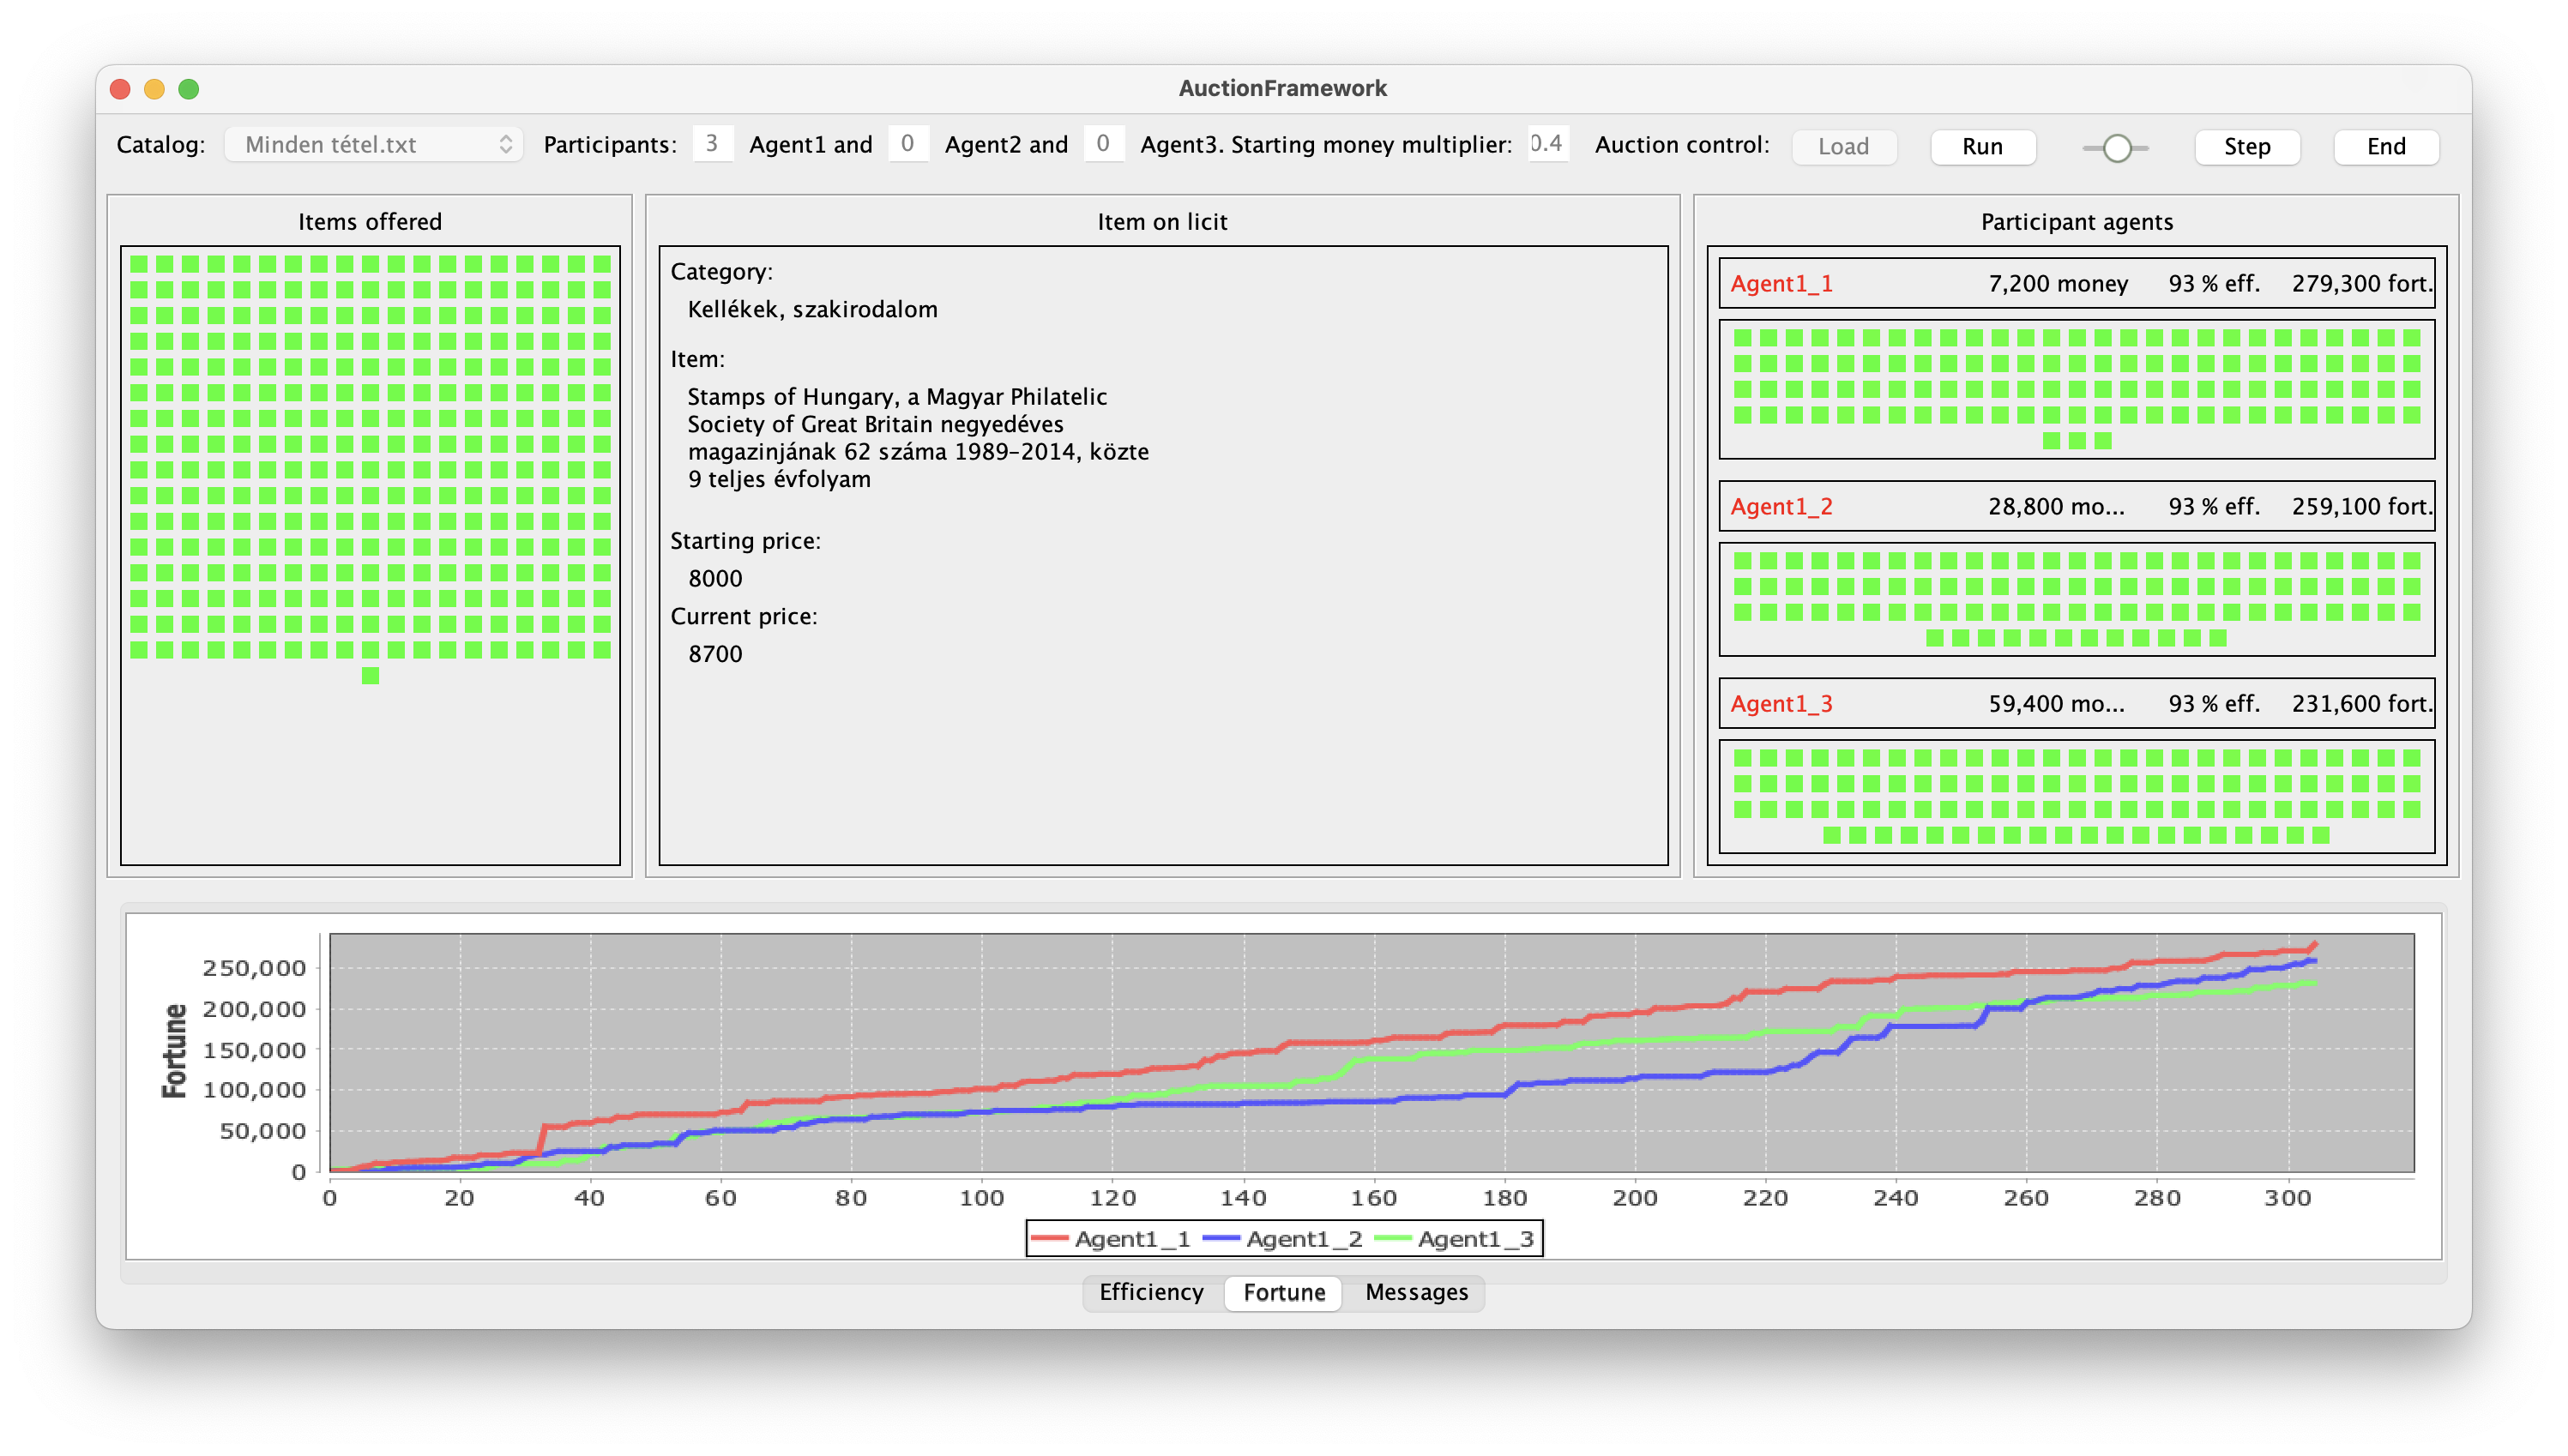 AuctionFramework
Catalog: Minden tétel.txt Participants: 3 Agent1 and 0 Agent2 and 0 Agent3. Starting money multiplier: 0.4 Auction control: Load Run Step End
Items offered
Item on licit
Category:
Kellékek, szakirodalom
Item:
Stamps of Hungary, a Magyar Philatelic
Society of Great Britain negyedéves
magazinjának 62 száma 1989-2014, közte
9 teljes évfolyam
Starting price:
8000
Current price:
8700
Participant agents
Agent1_1 7,200 money 93 % eff. 279,300 fort.
Agent1_2 28,800 mo... 93 % eff. 259,100 fort.
Agent1_3 59,400 mo... 93 % eff. 231,600 fort.
Fortune
250,000
200,000
150,000
100,000
50,000
0
0 20 40 60 80 100 120 140 160 180 200 220 240 260 280 300
Agent1_1 Agent1_2 Agent1_3
Efficiency Fortune Messages